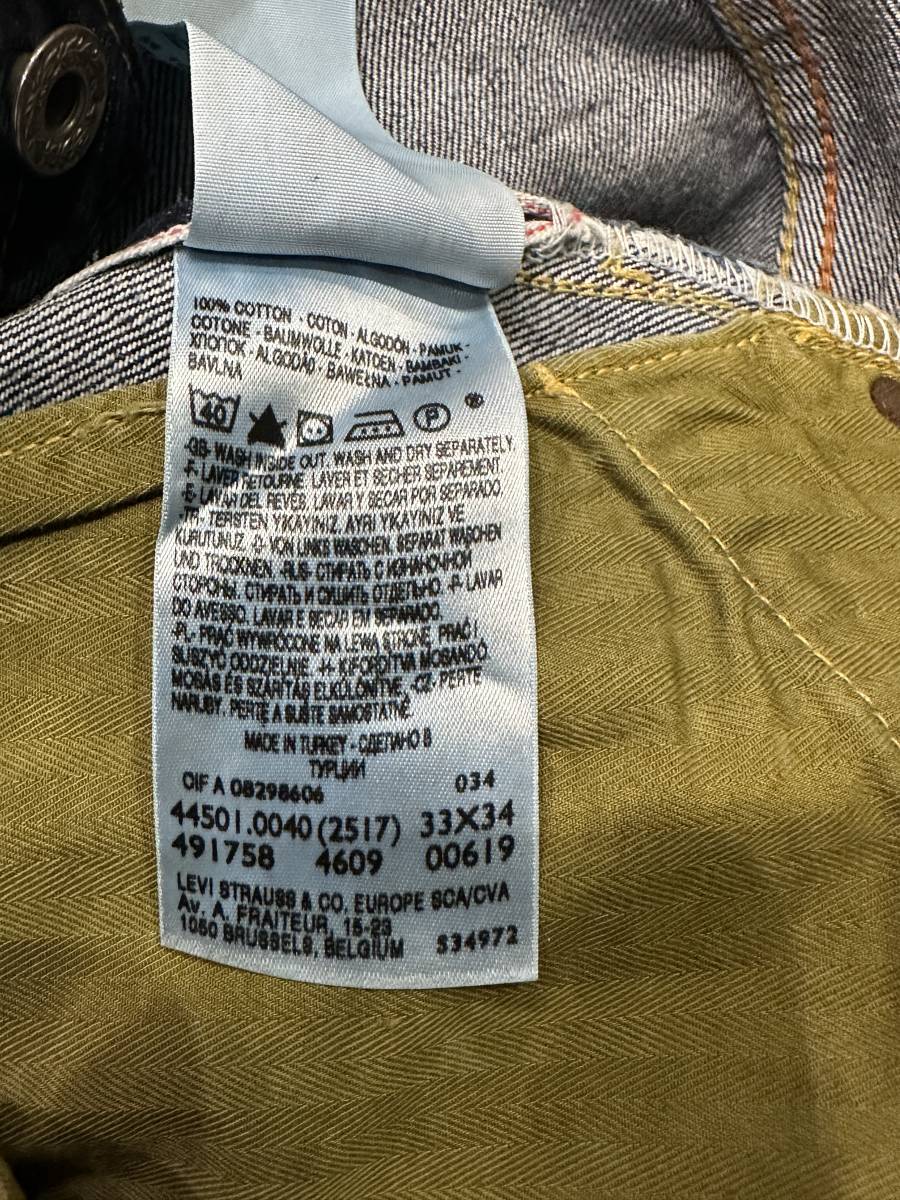 100% COTTON - COTON - ALGODÓN - PAMUK -
COTONE - BAUMWOLLE - KATOEN - BAMBAKI -
ХЛОПОК - ALGODÃO - BAWEŁNA - PAMUT -
BAVLNA
40 P ®
-GB- WASH INSIDE OUT. WASH AND DRY SEPARATELY
-F- LAVER RETOURNE. LAVER ET SECHER SEPAREMENT.
-E- LAVAR DEL REVES. LAVAR Y SECAR POR SEPARADO.
-TR- TERSTEN YIKAYINIZ. AYRI YIKAYINIZ VE
KURUTUNUZ. -D- VON LINKS WASCHEN. SEPARAT WASCHEN
UND TROCKNEN. -RUS- СТИРАТЬ С ИЗНАНОЧНОЙ
СТОРОНЫ. СТИРАТЬ И СУШИТЬ ОТДЕЛЬНО. -P- LAVAR
DO AVESSO. LAVAR E SECAR EM SEPARADO.
-PL- PRAĆ WYWRÓCONE NA LEWĄ STRONĘ. PRAĆ I
SUSZYĆ ODDZIELNIE. -H- KIFORDÍTVA MOSANDÓ
MOSÁS ÉS SZÁRÍTÁS ELKÜLÖNÍTVE. -CZ- PERTE
NARUBY. PERTE A SUŠTE SAMOSTATNĚ.
MADE IN TURKEY - СДЕЛАНО В
ТУРЦИИ
CIF A 08298606 034
44501.0040 (2517) 33X34
491758 4609 00619
LEVI STRAUSS & CO. EUROPE SCA/CVA
Av. A. FRAITEUR, 15-23
1050 BRUSSELS, BELGIUM 534972